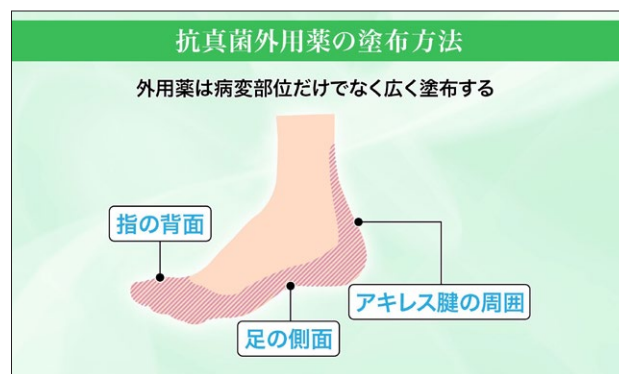 抗真菌外用薬の塗布方法
外用薬は病変部位だけでなく広く塗布する
指の背面
アキレス腱の周囲
足の側面